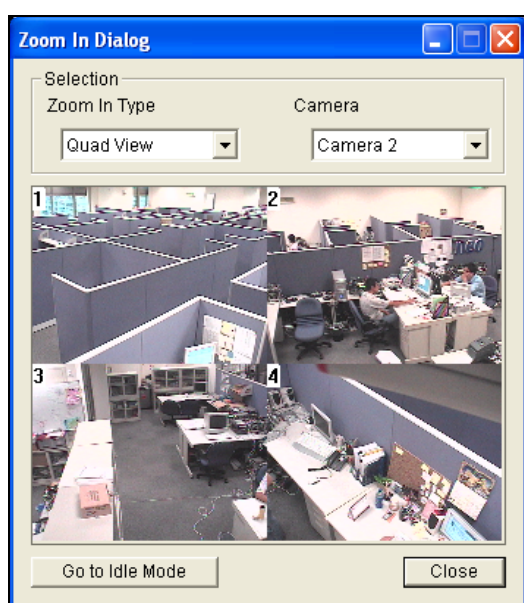 Zoom In Dialog
Selection
Zoom In Type
Camera
Quad View
Camera 2
1
2
3
4
Go to Idle Mode
Close